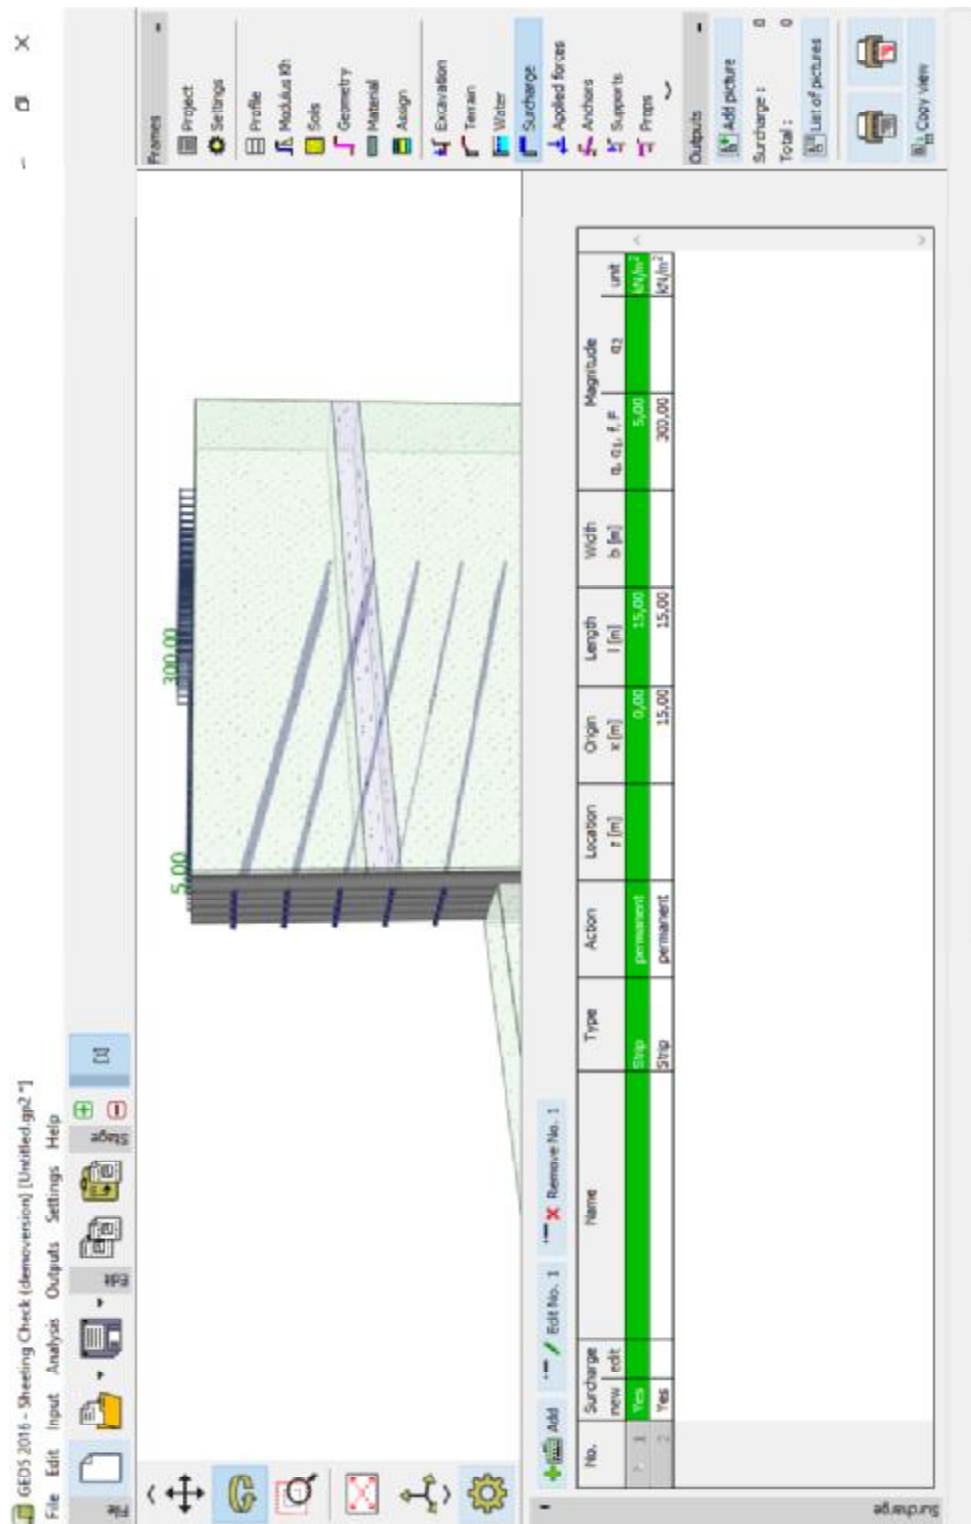 GEO5 2016 - Sheeting Check (demoversion) [Untitled.gp2 *]
File Edit Input Analysis Outputs Settings Help
File
Edit
Stage
[1]
5,00
300,00
Frames
Project
Settings
Profile
Modulus Kh
Soils
Geometry
Material
Assign
Excavation
Terrain
Water
Surcharge
Applied forces
Anchors
Supports
Props
Outputs
Add picture
Surcharge : 0
Total : 0
List of pictures
Copy view
Surcharge
Add Edit No. 1 Remove No. 1
No. Surcharge Name Type Action Location Origin Length Width Magnitude
new edit z [m] x [m] l [m] b [m] q, q1, f, F q2 unit
1 Yes Strip permanent 0,00 15,00 5,00 kN/m²
2 Yes Strip permanent 15,00 15,00 300,00 kN/m²